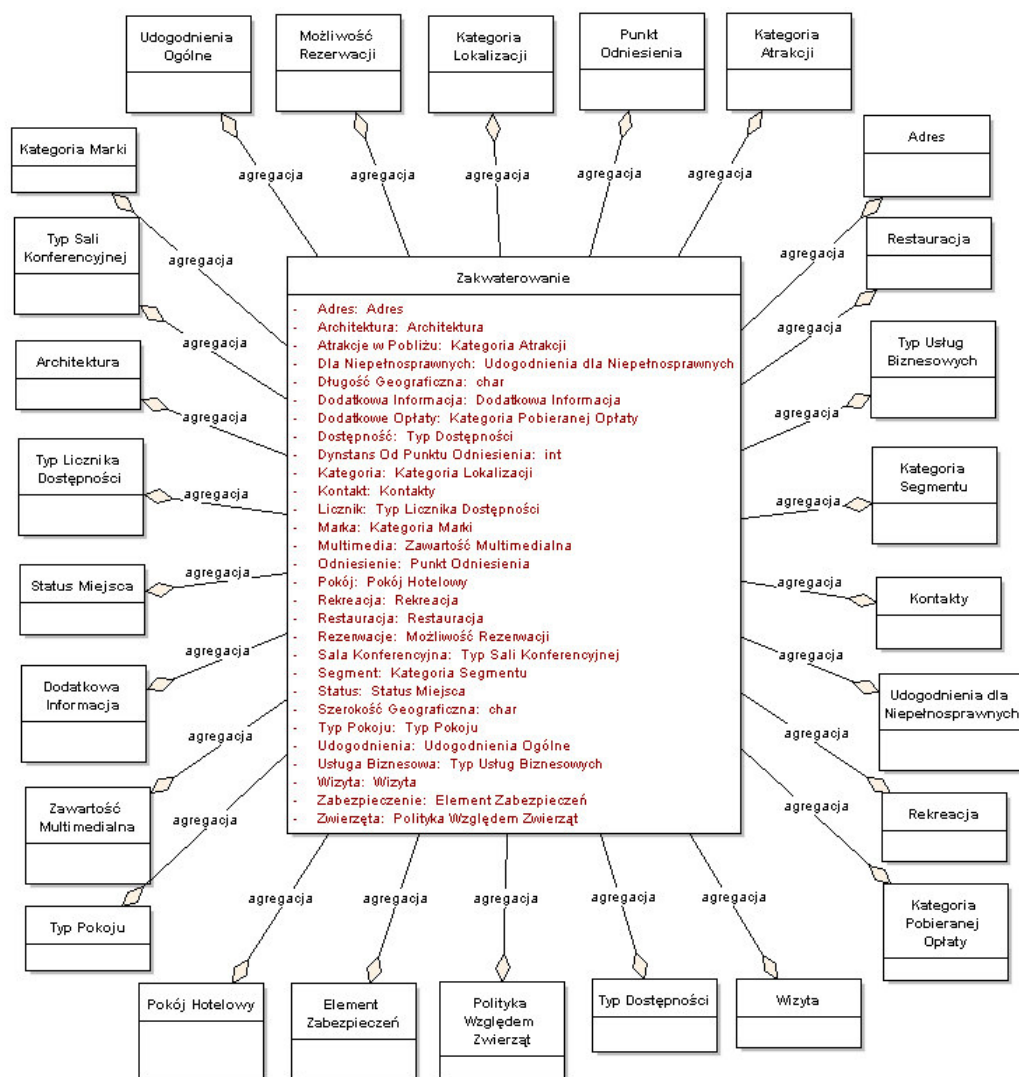 Udogodnienia
Ogólne
Możliwość
Rezerwacji
Kategoria
Lokalizacji
Punkt
Odniesienia
Kategoria
Atrakcji
Kategoria Marki
agregacja
agregacja
agregacja
agregacja
agregacja
Adres
agregacja
agregacja
Typ Sali
Konferencyjnej
Restauracja
agregacja
agregacja
Architektura
Typ Usług
Biznesowych
agregacja
agregacja
Typ Licznika
Dostępności
Kategoria
Segmentu
agregacja
agregacja
Status Miejsca
Kontakty
agregacja
agregacja
Dodatkowa
Informacja
Udogodnienia dla
Niepełnosprawnych
agregacja
agregacja
Zawartość
Multimedialna
Rekreacja
agregacja
agregacja
Typ Pokoju
Kategoria
Pobieranej
Opłaty
agregacja
agregacja
Zakwaterowanie
- Adres: Adres
- Architektura: Architektura
- Atrakcje w Pobliżu: Kategoria Atrakcji
- Dla Niepełnosprawnych: Udogodnienia dla Niepełnosprawnych
- Długość Geograficzna: char
- Dodatkowa Informacja: Dodatkowa Informacja
- Dodatkowe Opłaty: Kategoria Pobieranej Opłaty
- Dostępność: Typ Dostępności
- Dynstans Od Punktu Odniesienia: int
- Kategoria: Kategoria Lokalizacji
- Kontakt: Kontakty
- Licznik: Typ Licznika Dostępności
- Marka: Kategoria Marki
- Multimedia: Zawartość Multimedialna
- Odniesienie: Punkt Odniesienia
- Pokój: Pokój Hotelowy
- Rekreacja: Rekreacja
- Restauracja: Restauracja
- Rezerwacje: Możliwość Rezerwacji
- Sala Konferencyjna: Typ Sali Konferencyjnej
- Segment: Kategoria Segmentu
- Status: Status Miejsca
- Szerokość Geograficzna: char
- Typ Pokoju: Typ Pokoju
- Udogodnienia: Udogodnienia Ogólne
- Usługa Biznesowa: Typ Usług Biznesowych
- Wizyta: Wizyta
- Zabezpieczenie: Element Zabezpieczeń
- Zwierzęta: Polityka Względem Zwierząt
agregacja
agregacja
agregacja
agregacja
agregacja
Pokój Hotelowy
Element
Zabezpieczeń
Polityka
Względem
Zwierząt
Typ Dostępności
Wizyta